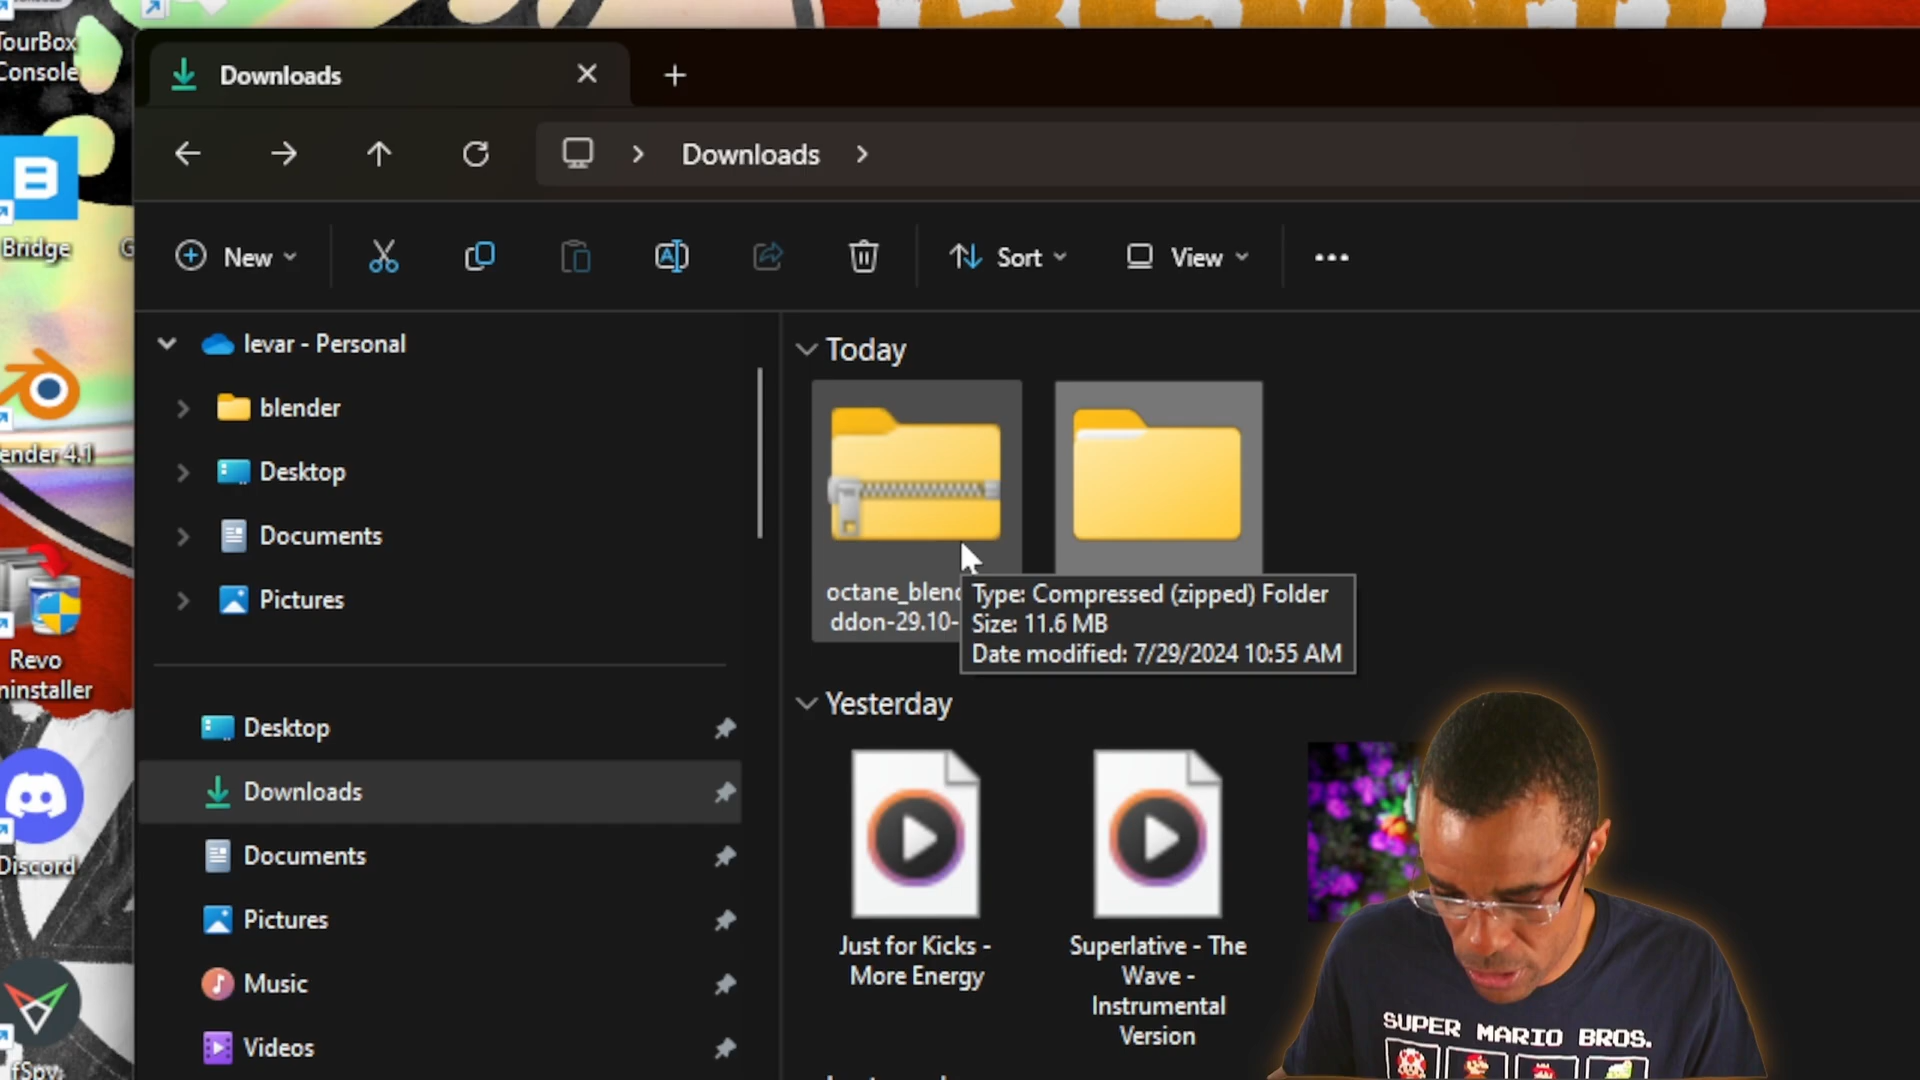 TourBox
Console
Downloads
Downloads
Bridge
New
Sort
View
levar - Personal
Today
blender
ender 4.1
Desktop
Documents
Pictures
octane_blend
ddon-29.10-
Type: Compressed (zipped) Folder
Size: 11.6 MB
Date modified: 7/29/2024 10:55 AM
Revo
ninstaller
Yesterday
Desktop
Downloads
Discord
Documents
Pictures
Music
Videos
fSpy
Just for Kicks -
More Energy
Superlative - The
Wave -
Instrumental
Version
SUPER MARIO BROS.